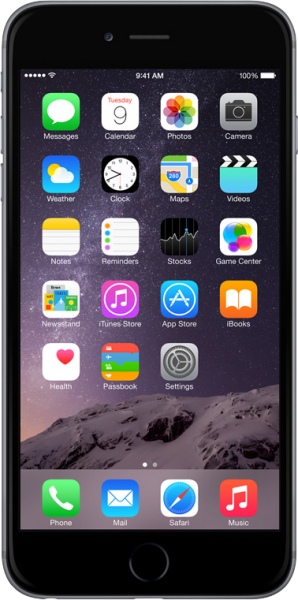 9:41 AM 100%
Tuesday
9
Messages Calendar Photos Camera
280
Weather Clock Maps Videos
Notes Reminders Stocks Game Center
Newsstand iTunes Store App Store iBooks
Health Passbook Settings
Phone Mail Safari Music